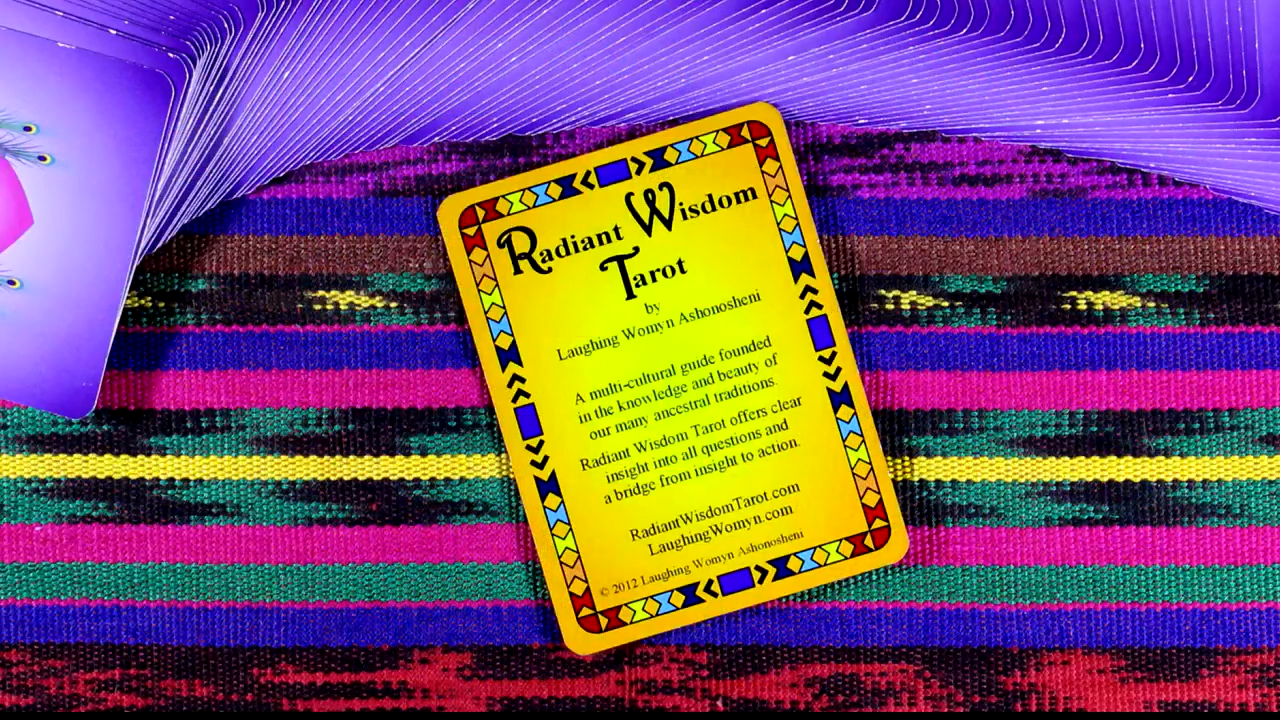 Radiant Wisdom
Tarot
by
Laughing Womyn Ashonosheni
A multi-cultural guide founded
in the knowledge and beauty of
our many ancestral traditions.
Radiant Wisdom Tarot offers clear
insight into all questions and
a bridge from insight to action.
RadiantWisdomTarot.com
LaughingWomyn.com
© 2012 Laughing Womyn Ashonosheni